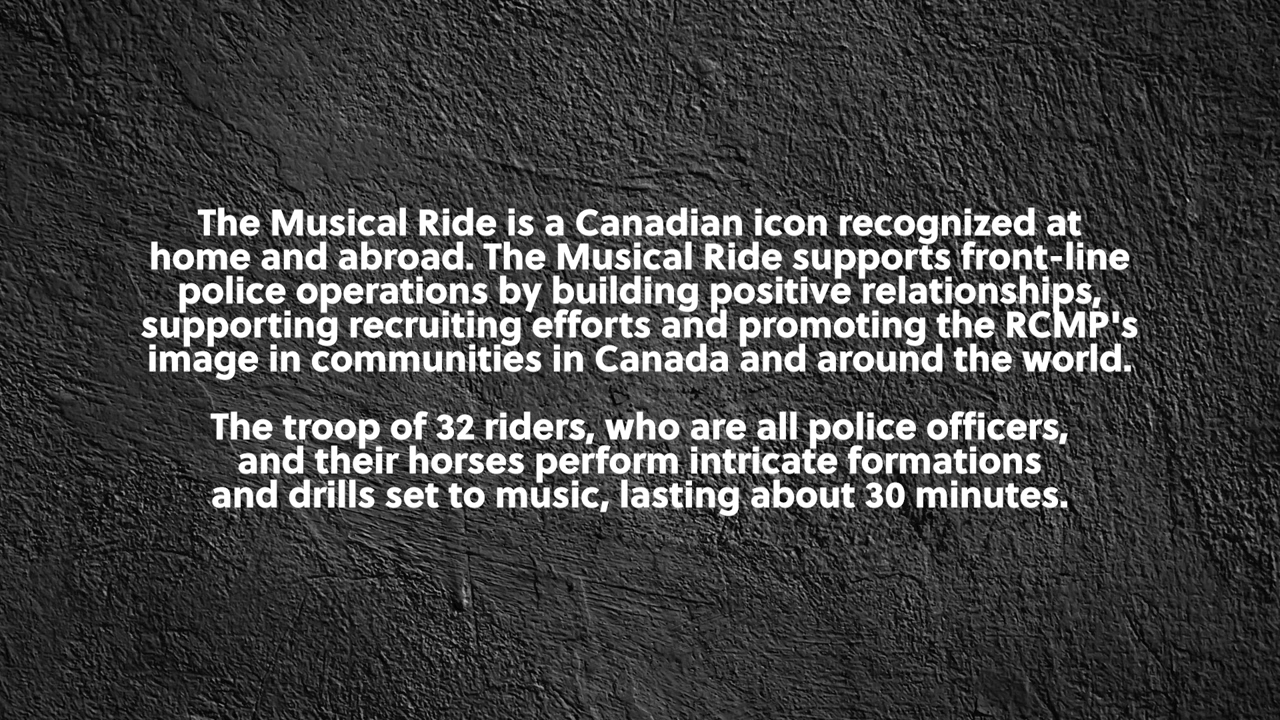 The Musical Ride is a Canadian icon recognized at
home and abroad. The Musical Ride supports front-line
police operations by building positive relationships,
supporting recruiting efforts and promoting the RCMP's
image in communities in Canada and around the world.
The troop of 32 riders, who are all police officers,
and their horses perform intricate formations
and drills set to music, lasting about 30 minutes.